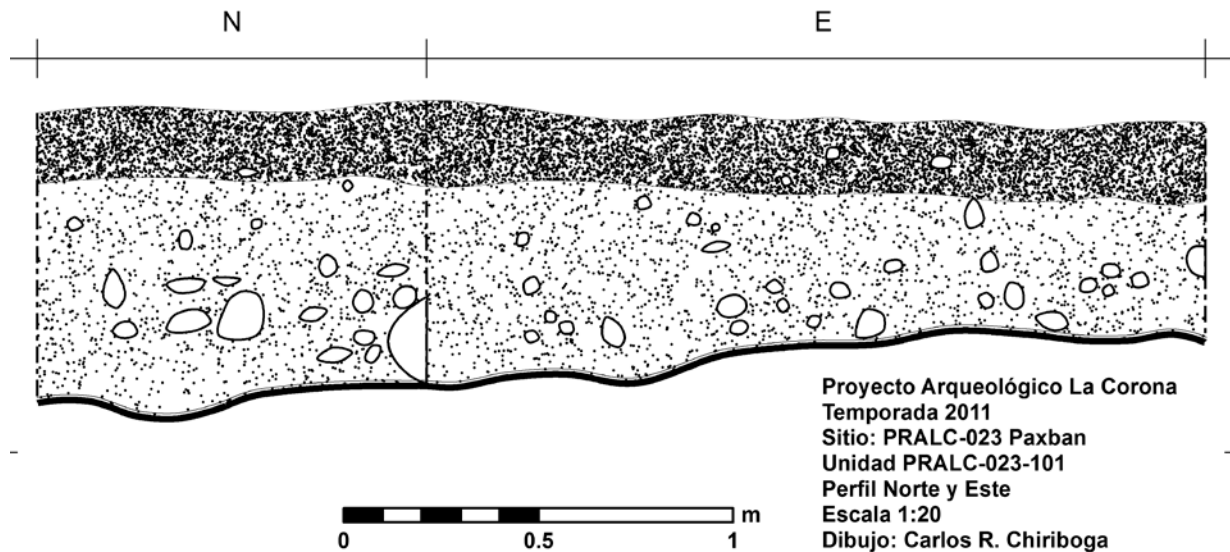 N E
Proyecto Arqueológico La Corona
Temporada 2011
Sitio: PRALC-023 Paxban
Unidad PRALC-023-101
Perfil Norte y Este
Escala 1:20
Dibujo: Carlos R. Chiriboga
m
0 0.5 1